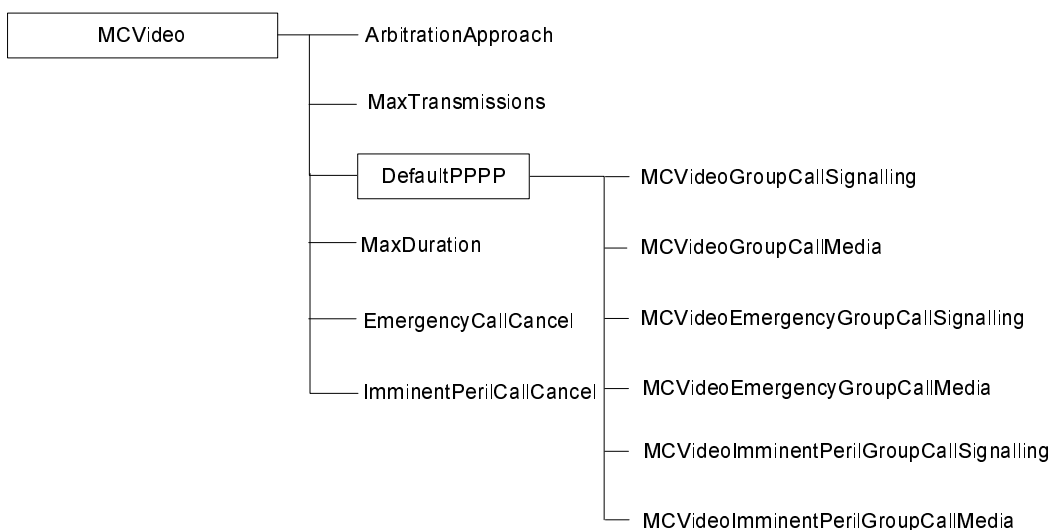 MCVideo
ArbitrationApproach
MaxTransmissions
DefaultPPPP
MaxDuration
EmergencyCallCancel
ImminentPerilCallCancel
MCVideoGroupCallSignalling
MCVideoGroupCallMedia
MCVideoEmergencyGroupCallSignalling
MCVideoEmergencyGroupCallMedia
MCVideoImminentPerilGroupCallSignalling
MCVideoImminentPerilGroupCallMedia